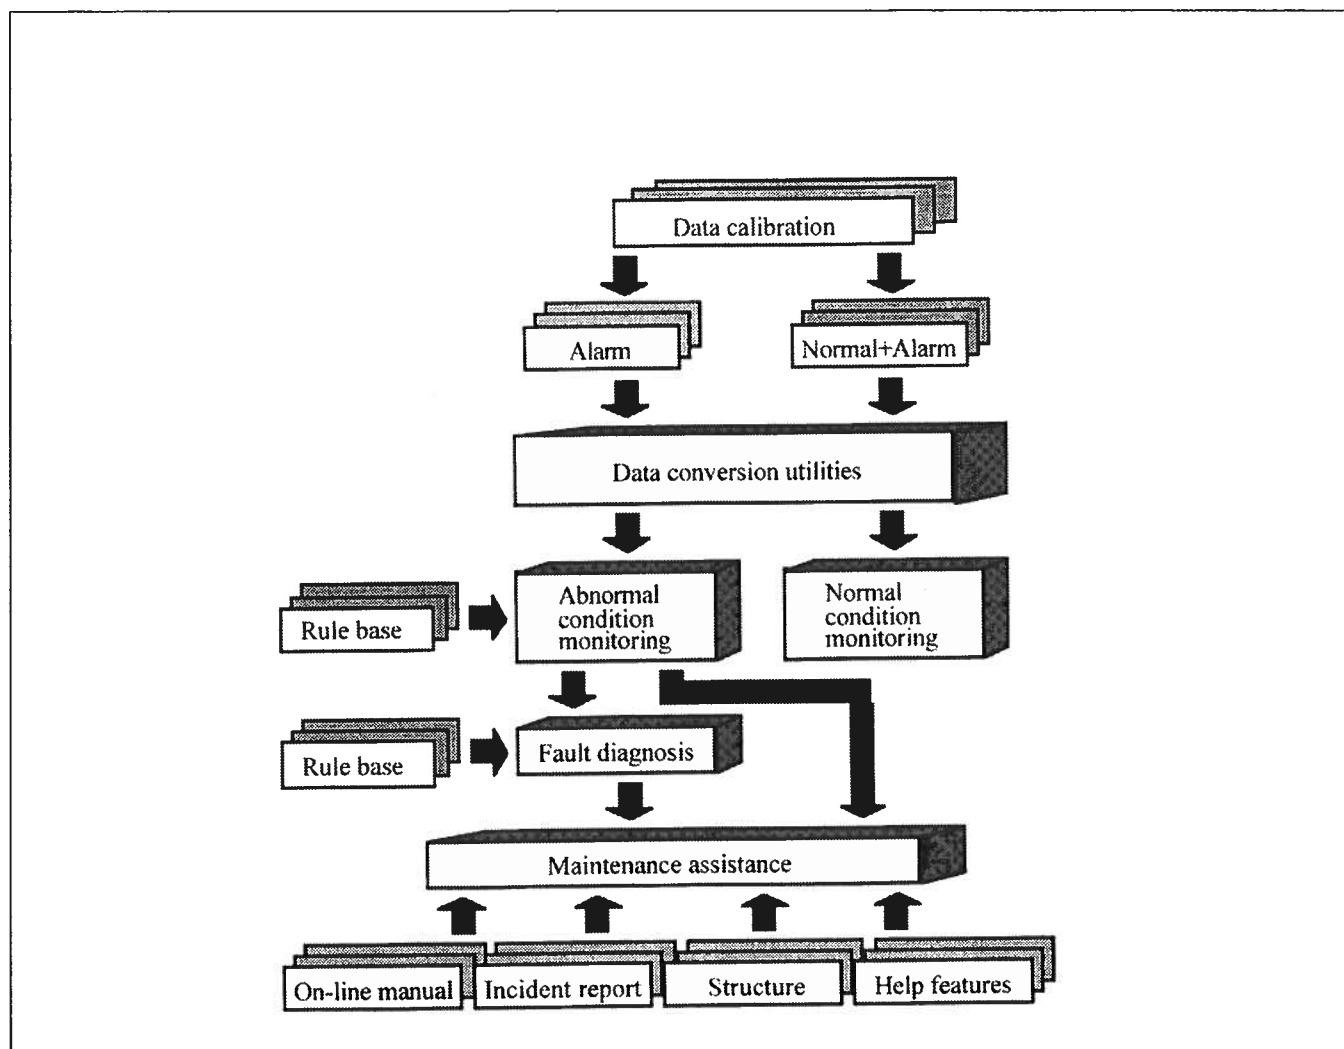 Data calibration
Alarm
Normal+Alarm
Data conversion utilities
Abnormal
condition
monitoring
Normal
condition
monitoring
Rule base
Rule base
Fault diagnosis
Maintenance assistance
On-line manual
Incident report
Structure
Help features